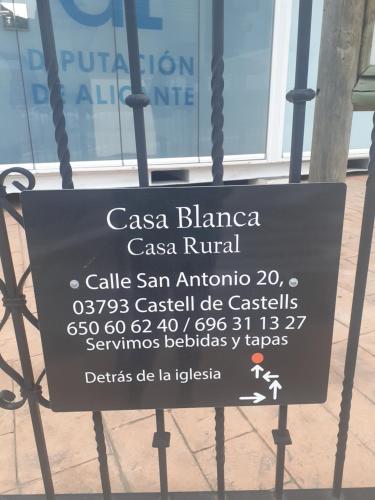 DIPUTACIÓN
DE ALICANTE
Casa Blanca
Casa Rural
Calle San Antonio 20,
03793 Castell de Castells
650 60 62 40 / 696 31 13 27
Servimos bebidas y tapas
Detrás de la iglesia